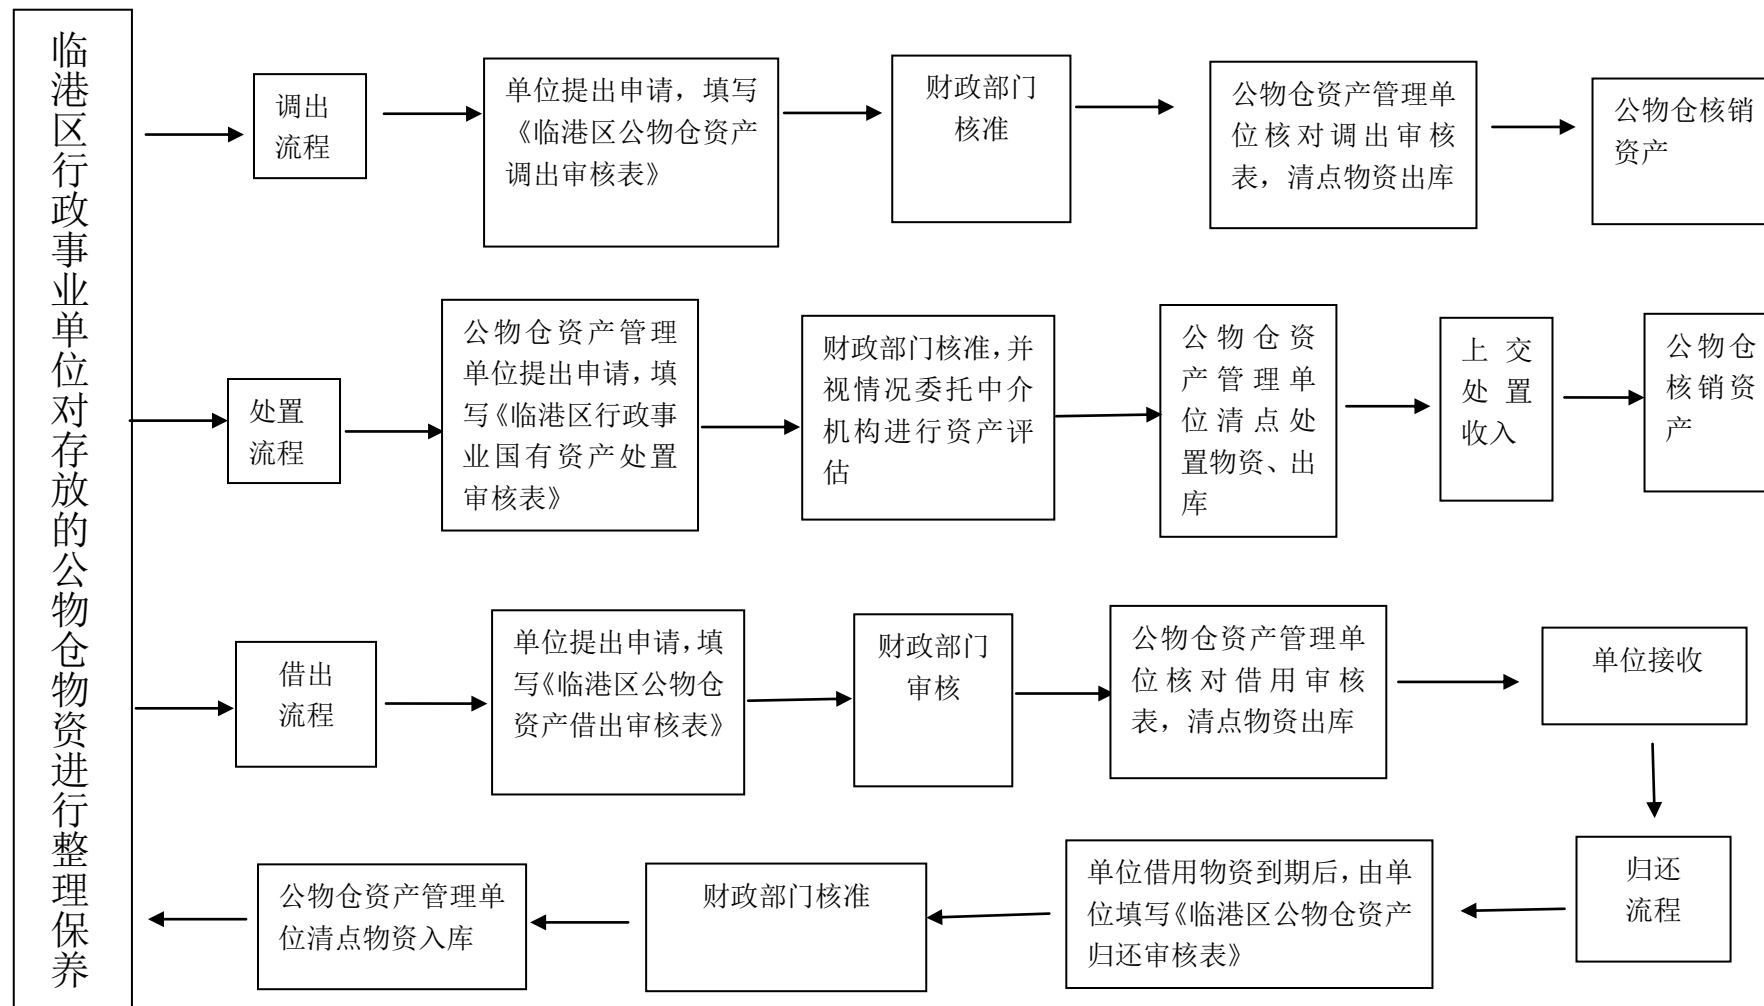 临港区行政事业单位对存放的公物仓物资进行整理保养
调出
流程
单位提出申请，填写
《临港区公物仓资产
调出审核表》
财政部门
核准
公物仓资产管理单
位核对调出审核
表，清点物资出库
公物仓核销
资产
处置
流程
公物仓资产管理
单位提出申请，填
写《临港区行政事
业国有资产处置
审核表》
财政部门核准，并
视情况委托中介
机构进行资产评
估
公物仓资
产管理单
位清点处
置物资、出
库
上交
处置
收入
公物仓
核销资
产
借出
流程
单位提出申请，填
写《临港区公物仓
资产借出审核表》
财政部门
审核
公物仓资产管理单
位核对借用审核
表，清点物资出库
单位接收
归还
流程
单位借用物资到期后，由单
位填写《临港区公物仓资产
归还审核表》
财政部门核准
公物仓资产管理单
位清点物资入库